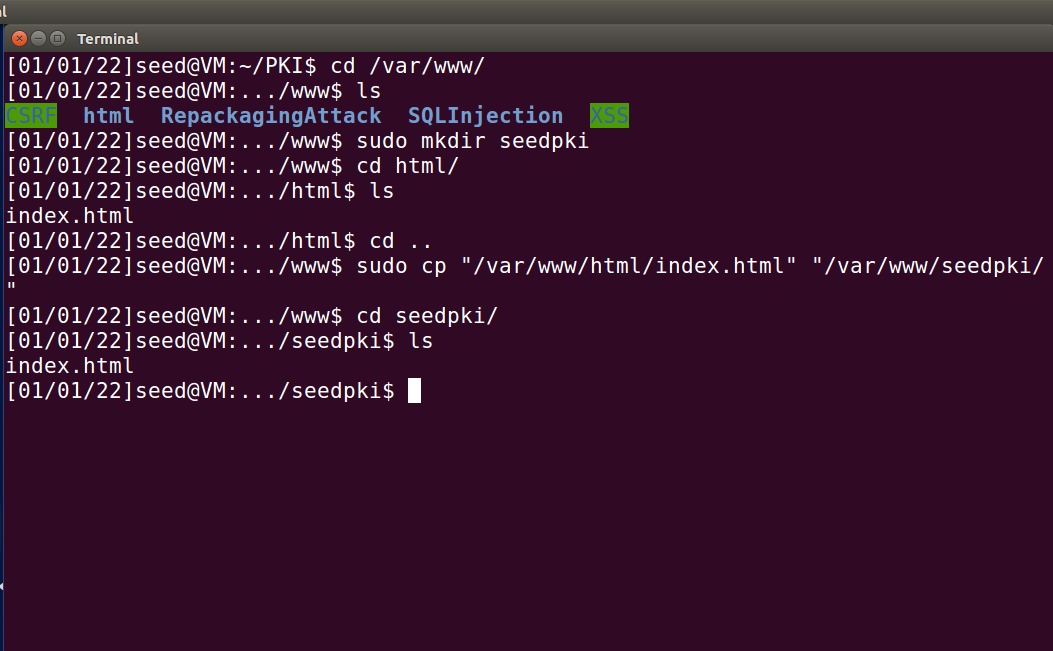 Terminal
[01/01/22]seed@VM:~/PKI$ cd /var/www/
[01/01/22]seed@VM:.../www$ ls
CSRF  html  RepackagingAttack  SQLInjection  XSS
[01/01/22]seed@VM:.../www$ sudo mkdir seedpki
[01/01/22]seed@VM:.../www$ cd html/
[01/01/22]seed@VM:.../html$ ls
index.html
[01/01/22]seed@VM:.../html$ cd ..
[01/01/22]seed@VM:.../www$ sudo cp "/var/www/html/index.html" "/var/www/seedpki/
"
[01/01/22]seed@VM:.../www$ cd seedpki/
[01/01/22]seed@VM:.../seedpki$ ls
index.html
[01/01/22]seed@VM:.../seedpki$